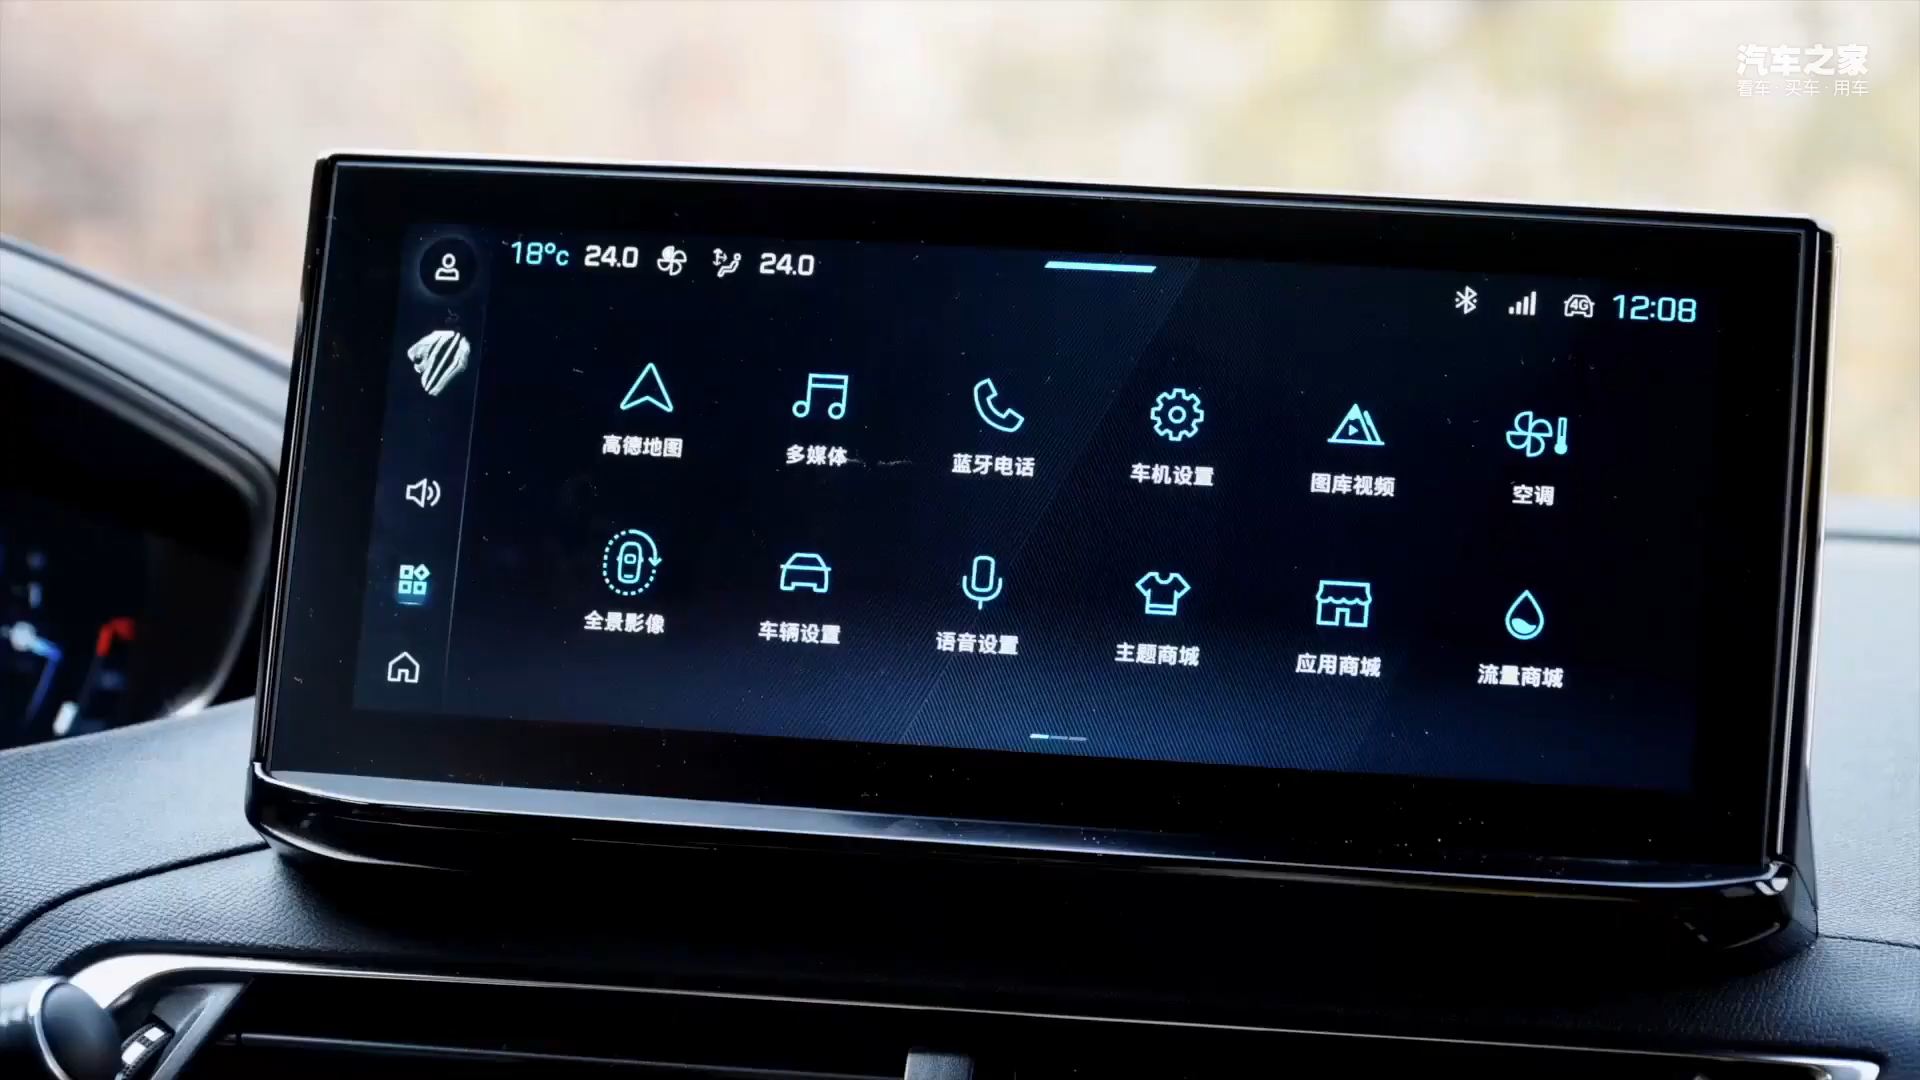 汽车之家
看车·买车·用车
18°c 24.0 24.0
4G 12:08
高德地图 多媒体 蓝牙电话 车机设置 图库视频 空调
全景影像 车辆设置 语音设置 主题商城 应用商城 流量商城